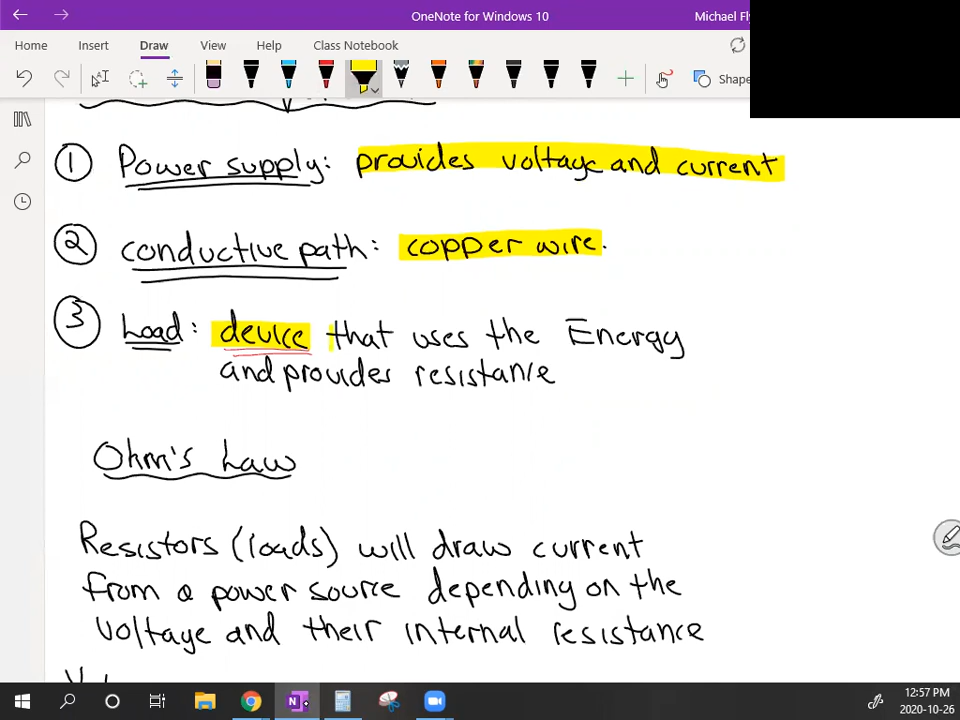 OneNote for Windows 10
Michael Fly
Home Insert Draw View Help Class Notebook
Shape
① Power supply: provides voltage and current
② conductive path: copper wire.
③ Load: device that uses the Energy
and provides resistance
Ohm's Law
Resistors (loads) will draw current
from a power source depending on the
voltage and their internal resistance
12:57 PM
2020-10-26